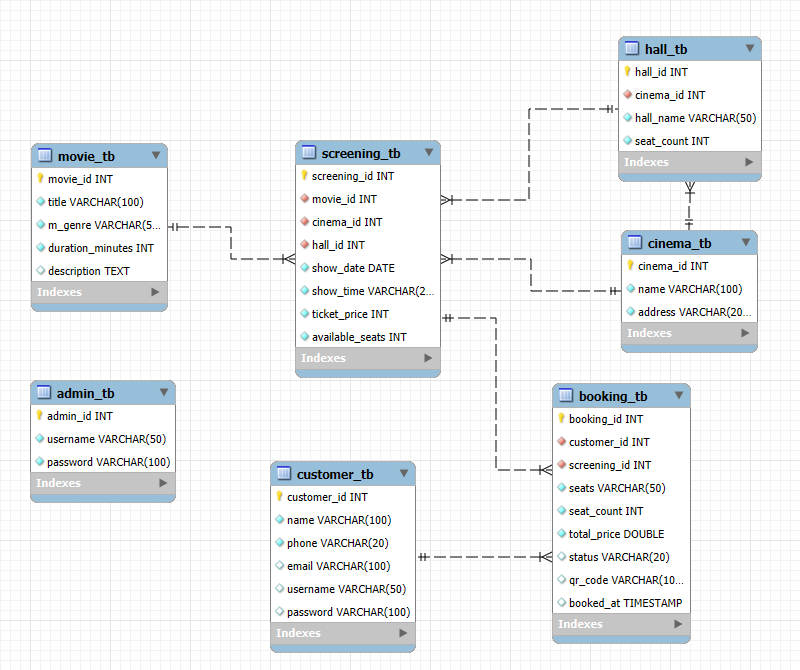 movie_tb
movie_id INT
title VARCHAR(100)
m_genre VARCHAR(5...
duration_minutes INT
description TEXT
Indexes
screening_tb
screening_id INT
movie_id INT
cinema_id INT
hall_id INT
show_date DATE
show_time VARCHAR(2...
ticket_price INT
available_seats INT
Indexes
hall_tb
hall_id INT
cinema_id INT
hall_name VARCHAR(50)
seat_count INT
Indexes
cinema_tb
cinema_id INT
name VARCHAR(100)
address VARCHAR(20...
Indexes
admin_tb
admin_id INT
username VARCHAR(50)
password VARCHAR(100)
Indexes
customer_tb
customer_id INT
name VARCHAR(100)
phone VARCHAR(20)
email VARCHAR(100)
username VARCHAR(50)
password VARCHAR(100)
Indexes
booking_tb
booking_id INT
customer_id INT
screening_id INT
seats VARCHAR(50)
seat_count INT
total_price DOUBLE
status VARCHAR(20)
qr_code VARCHAR(10...
booked_at TIMESTAMP
Indexes